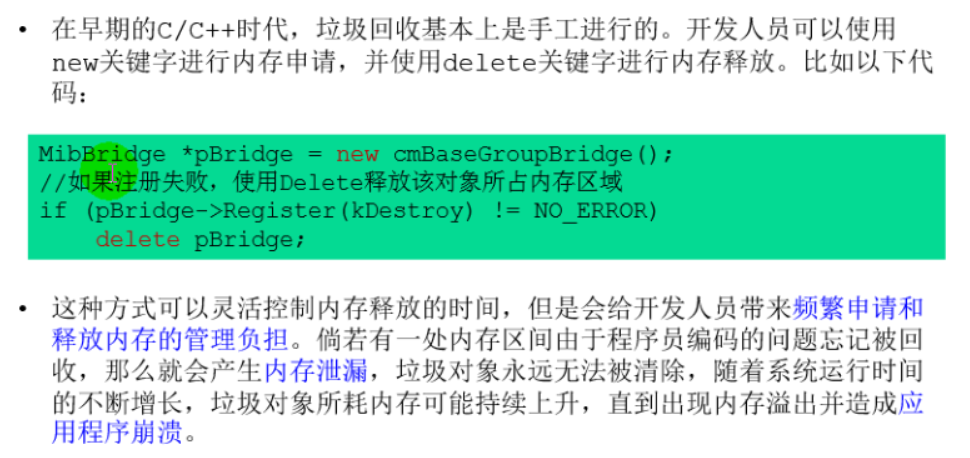 • 在早期的C/C++时代，垃圾回收基本上是手工进行的。开发人员可以使用
new关键字进行内存申请，并使用delete关键字进行内存释放。比如以下代
码：
MibBridge *pBridge = new cmBaseGroupBridge();
//如果注册失败，使用Delete释放该对象所占内存区域
if (pBridge->Register(kDestroy) != NO_ERROR)
delete pBridge;
• 这种方式可以灵活控制内存释放的时间，但是会给开发人员带来频繁申请和
释放内存的管理负担。倘若有一处内存区间由于程序员编码的问题忘记被回
收，那么就会产生内存泄漏，垃圾对象永远无法被清除，随着系统运行时间
的不断增长，垃圾对象所耗内存可能持续上升，直到出现内存溢出并造成应
用程序崩溃。